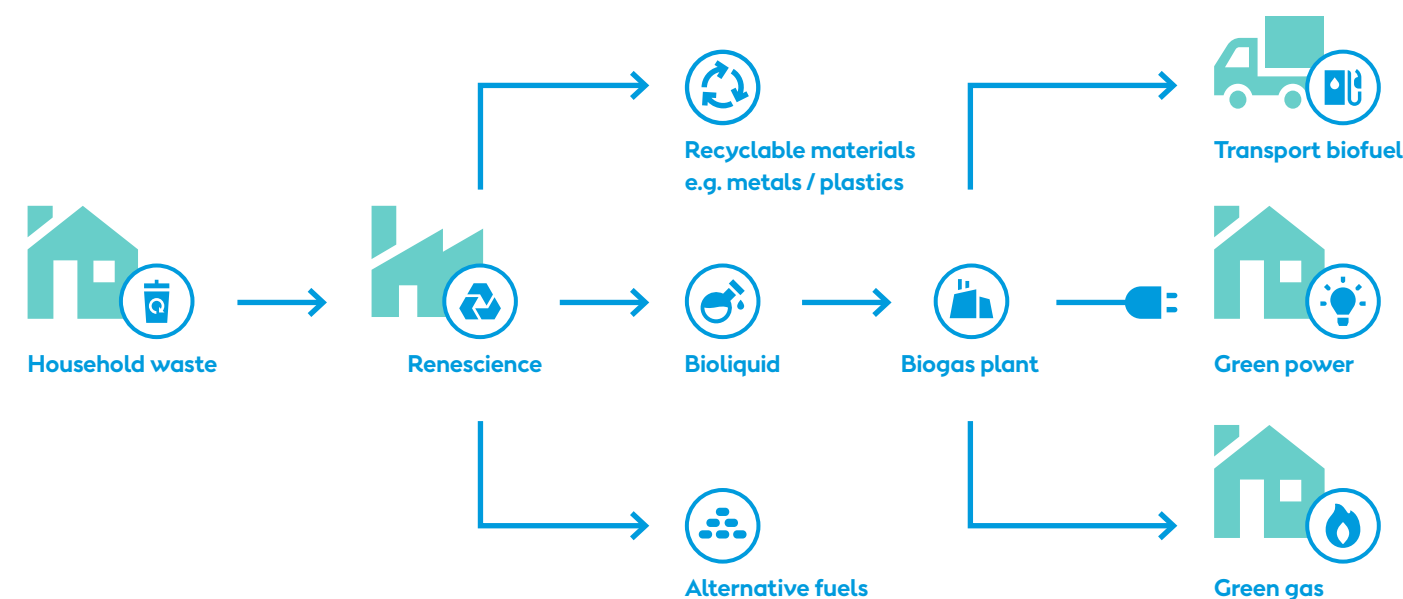 Recyclable materials
e.g. metals / plastics
Transport biofuel
Household waste
Renescience
Bioliquid
Biogas plant
Green power
Alternative fuels
Green gas